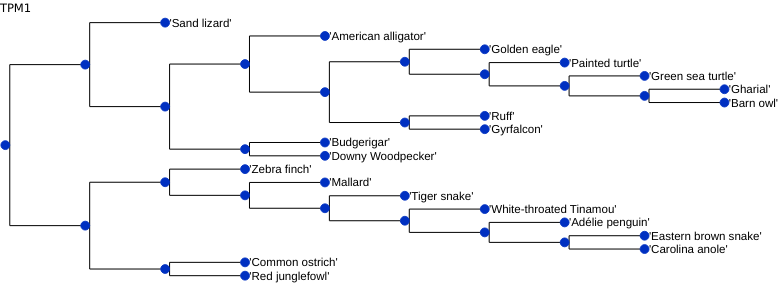 TPM1
'Sand lizard'
'American alligator'
'Golden eagle'
'Painted turtle'
'Green sea turtle'
'Gharial'
'Barn owl'
'Ruff'
'Gyrfalcon'
'Budgerigar'
'Downy Woodpecker'
'Zebra finch'
'Mallard'
'Tiger snake'
'White-throated Tinamou'
'Adélie penguin'
'Eastern brown snake'
'Carolina anole'
'Common ostrich'
'Red junglefowl'